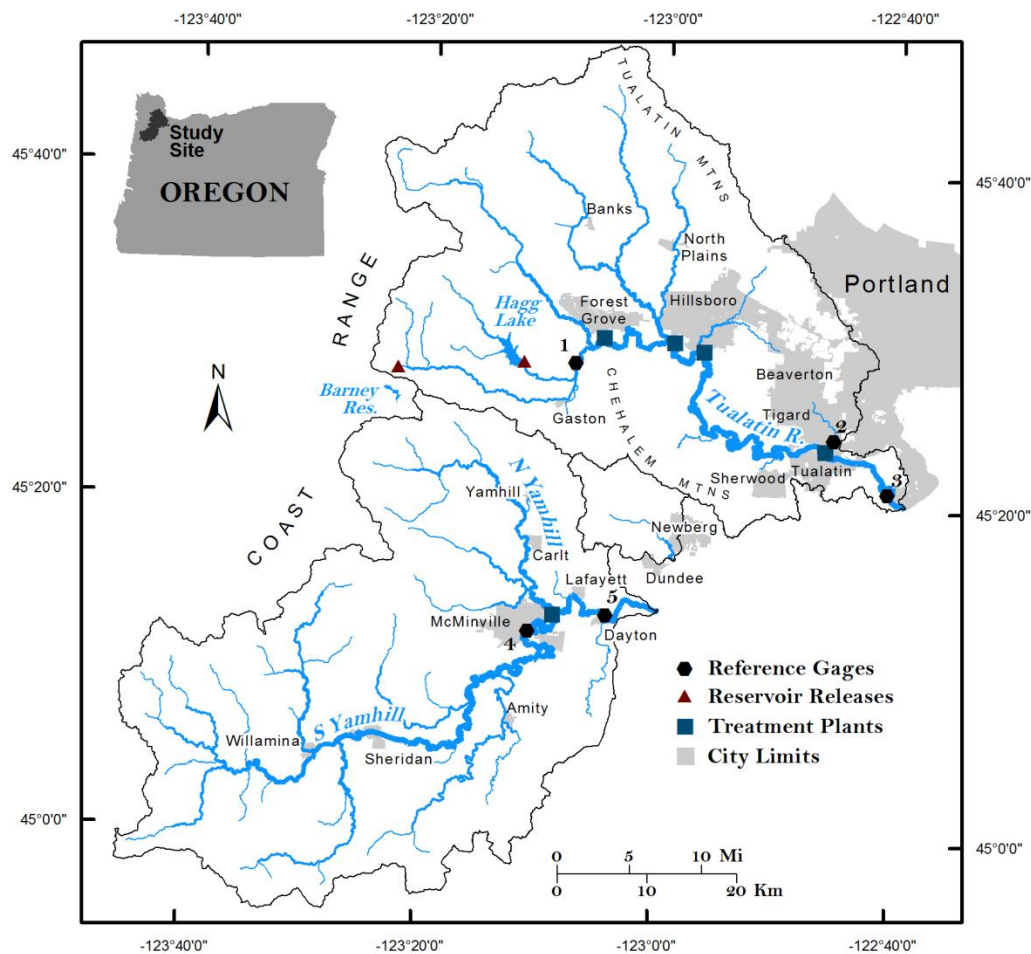 -123°40'0"
-123°20'0"
-123°0'0"
-122°40'0"
45°40'0"
45°40'0"
45°20'0"
45°20'0"
45°0'0"
45°0'0"
Study
Site
OREGON
TUALATIN MTNS
Banks
North
Plains
Portland
COAST RANGE
Hagg
Lake
Forest
Grove
Hillsboro
1
N
Barney
Res.
Gaston
CHEHALEM MTNS
Beaverton
Tigard
Tualatin R.
2
Sherwood
Tualatin
3
Yamhill
N Yamhill
Newberg
Carlt
Dundee
Lafayett
5
McMinville
4
Dayton
Amity
S Yamhill
Willamina
Sheridan
Reference Gages
Reservoir Releases
Treatment Plants
City Limits
0 5 10 Mi
0 10 20 Km
-123°40'0"
-123°20'0"
-123°0'0"
-122°40'0"